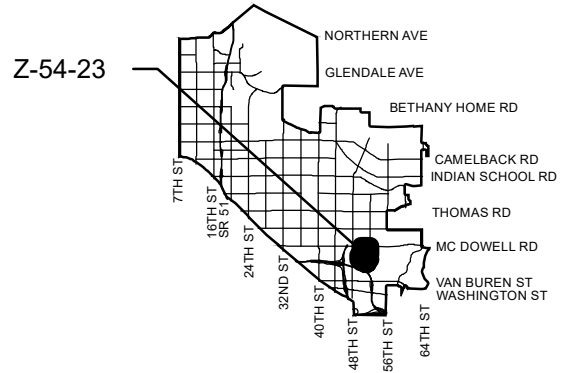 NORTHERN AVE
Z-54-23
GLENDALE AVE
BETHANY HOME RD
CAMELBACK RD
INDIAN SCHOOL RD
THOMAS RD
MC DOWELL RD
VAN BUREN ST
WASHINGTON ST
7TH ST
16TH ST
SR 51
24TH ST
32ND ST
40TH ST
48TH ST
56TH ST
64TH ST